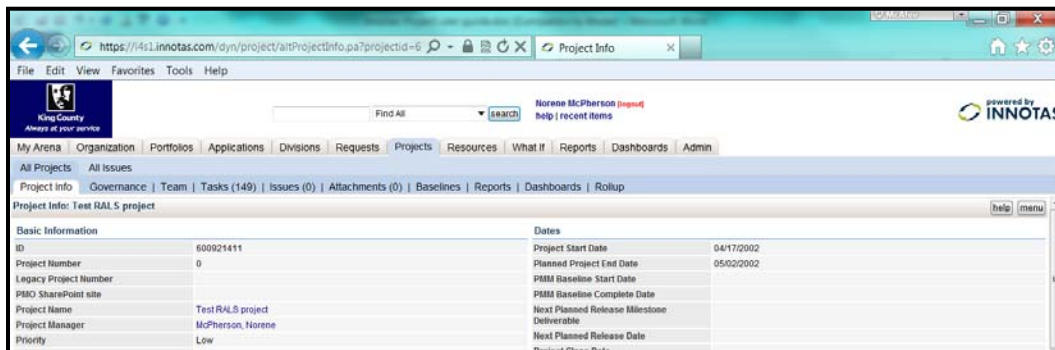 https://i4s1.innotas.com/dyn/project/altProjectInfo.pa?projectid=6
Project Info
File Edit View Favorites Tools Help
King County
Always at your service
Find All
search
Norene McPherson [logout]
help | recent items
powered by
INNOTAS
My Arena Organization Portfolios Applications Divisions Requests Projects Resources What If Reports Dashboards Admin
All Projects All Issues
Project Info Governance | Team | Tasks (149) | Issues (0) | Attachments (0) | Baselines | Reports | Dashboards | Rollup
Project Info: Test RALS project
help menu
Basic Information
ID 600921411
Project Number 0
Legacy Project Number
PMO SharePoint site
Project Name Test RALS project
Project Manager McPherson, Norene
Priority Low
Dates
Project Start Date 04/17/2002
Planned Project End Date 05/02/2002
PMM Baseline Start Date
PMM Baseline Complete Date
Next Planned Release Milestone
Deliverable
Next Planned Release Date